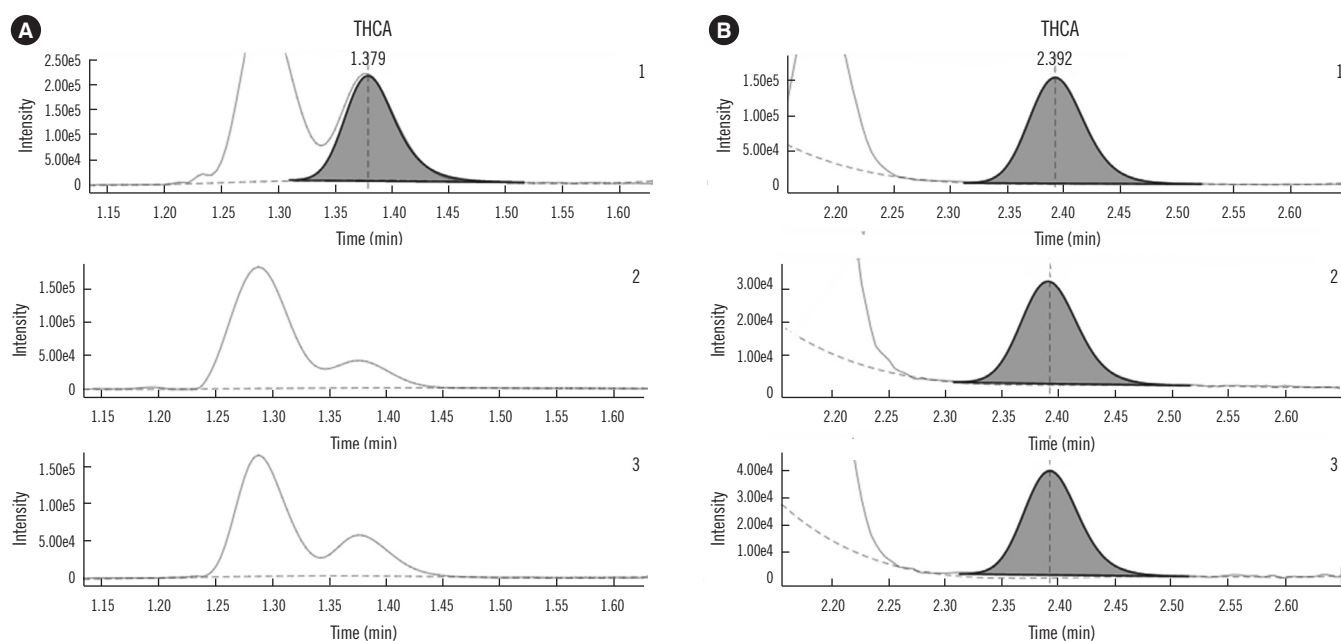 A
THCA
1.379
1
2.50e5
2.00e5
1.50e5
1.00e5
5.00e4
0
Intensity
1.15 1.20 1.25 1.30 1.35 1.40 1.45 1.50 1.55 1.60
Time (min)
2
1.50e5
1.00e5
5.00e4
0
Intensity
1.15 1.20 1.25 1.30 1.35 1.40 1.45 1.50 1.55 1.60
Time (min)
3
1.50e5
1.00e5
5.00e4
0
Intensity
1.15 1.20 1.25 1.30 1.35 1.40 1.45 1.50 1.55 1.60
Time (min)
B
THCA
2.392
1
1.50e5
1.00e5
5.00e4
0
Intensity
2.20 2.25 2.30 2.35 2.40 2.45 2.50 2.55 2.60
Time (min)
2
3.00e4
2.00e4
1.00e4
0
Intensity
2.20 2.25 2.30 2.35 2.40 2.45 2.50 2.55 2.60
Time (min)
3
4.00e4
3.00e4
2.00e4
1.00e4
0
Intensity
2.20 2.25 2.30 2.35 2.40 2.45 2.50 2.55 2.60
Time (min)